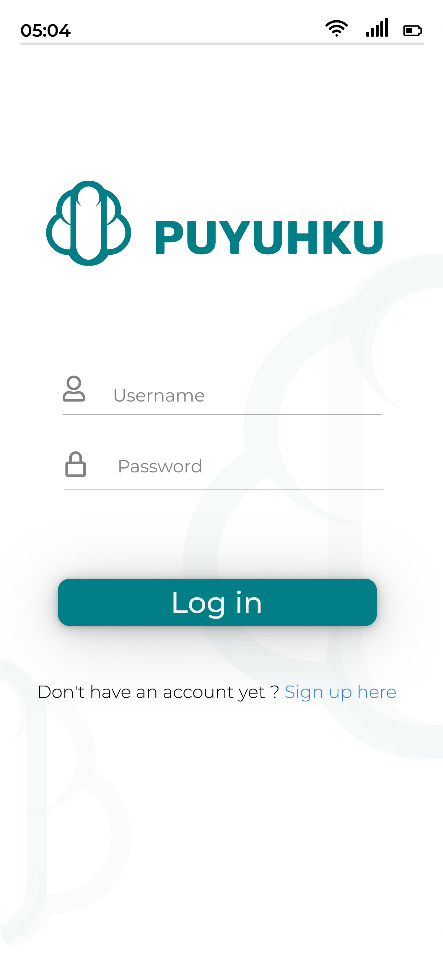 05:04
PUYUHKU
Username
Password
Log in
Don't have an account yet ? Sign up here